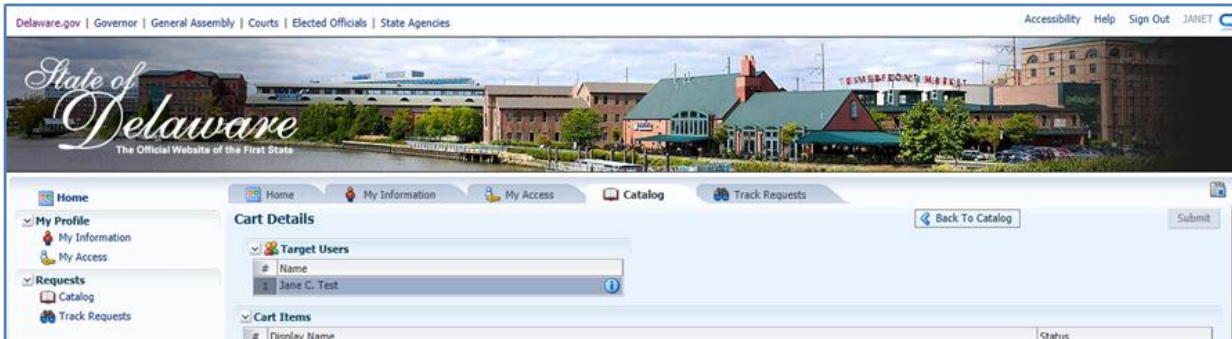 Delaware.gov | Governor | General Assembly | Courts | Elected Officials | State Agencies
Accessibility Help Sign Out JANET
State of
Delaware
The Official Website of the First State
RIVERFRONT MARKET
Home
Home My Information My Access Catalog Track Requests
My Profile
My Information
My Access
Requests
Catalog
Track Requests
Cart Details
Back To Catalog
Submit
Target Users
# Name
1 Jane C. Test
Cart Items
# Display Name Status